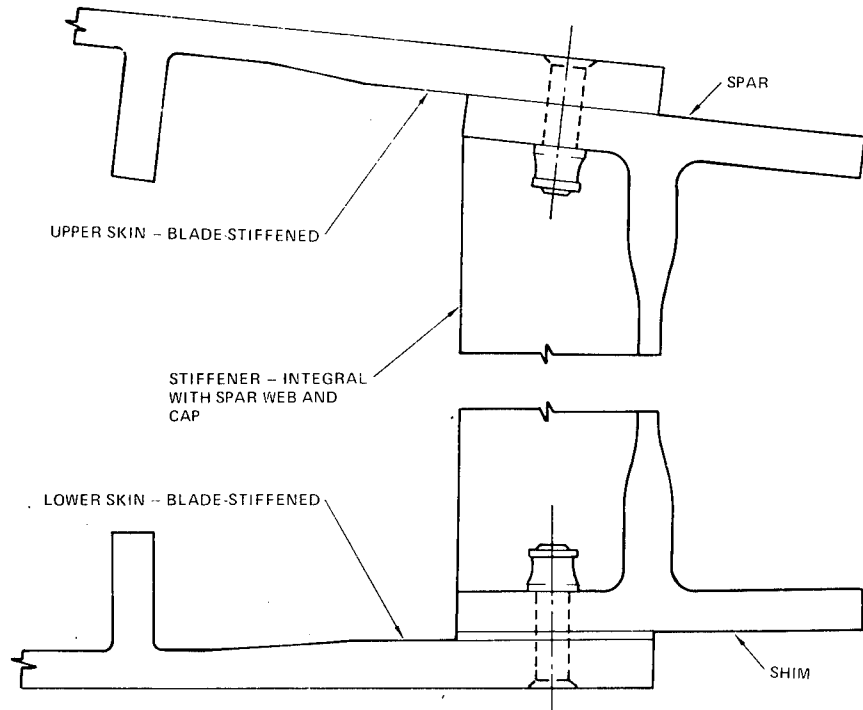 SPAR
UPPER SKIN – BLADE-STIFFENED
STIFFENER – INTEGRAL
WITH SPAR WEB AND
CAP
LOWER SKIN – BLADE-STIFFENED
SHIM